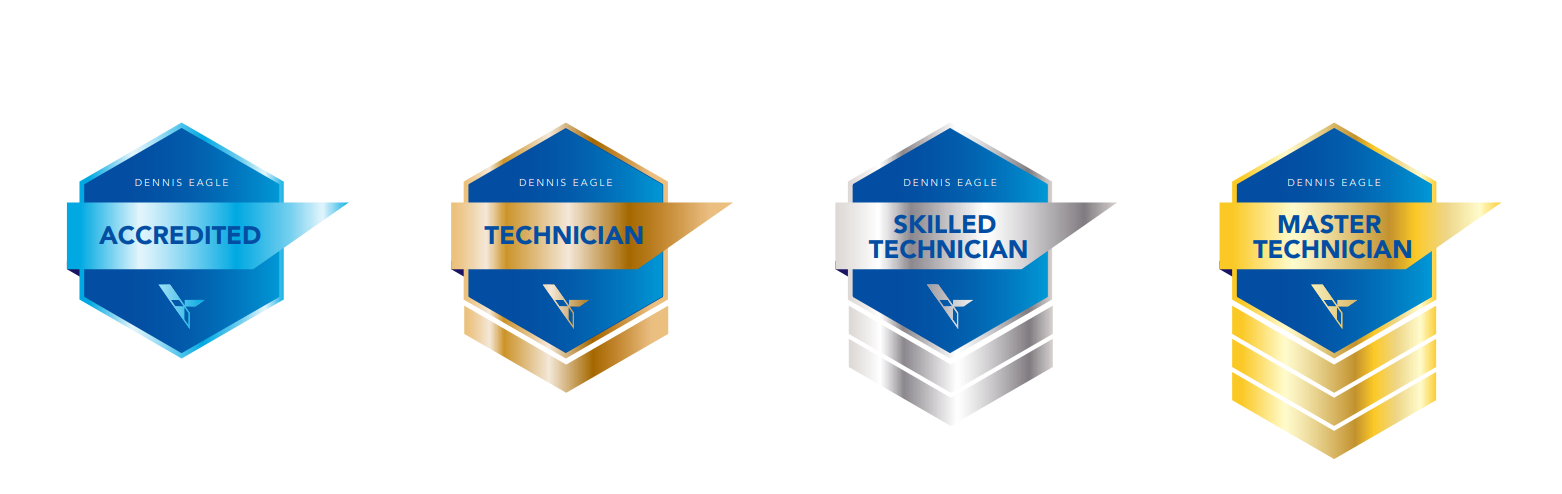 DENNIS EAGLE
ACCREDITED
DENNIS EAGLE
TECHNICIAN
DENNIS EAGLE
SKILLED
TECHNICIAN
DENNIS EAGLE
MASTER
TECHNICIAN